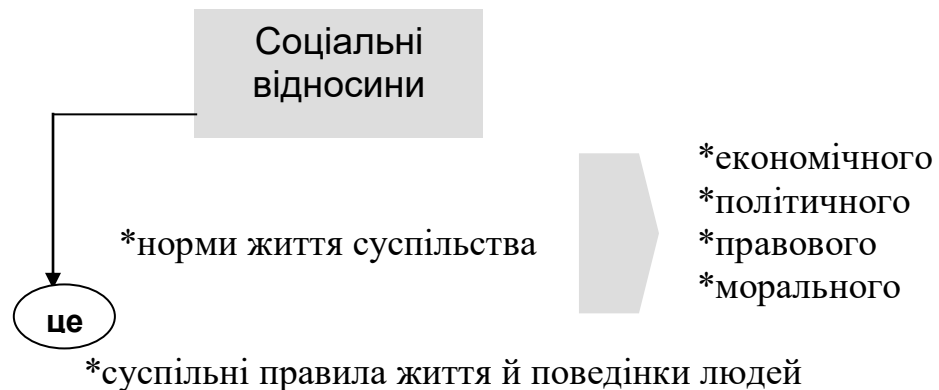 Соціальні
відносини
*економічного
*політичного
*норми життя суспільства
*правового
*морального
це
*суспільні правила життя й поведінки людей